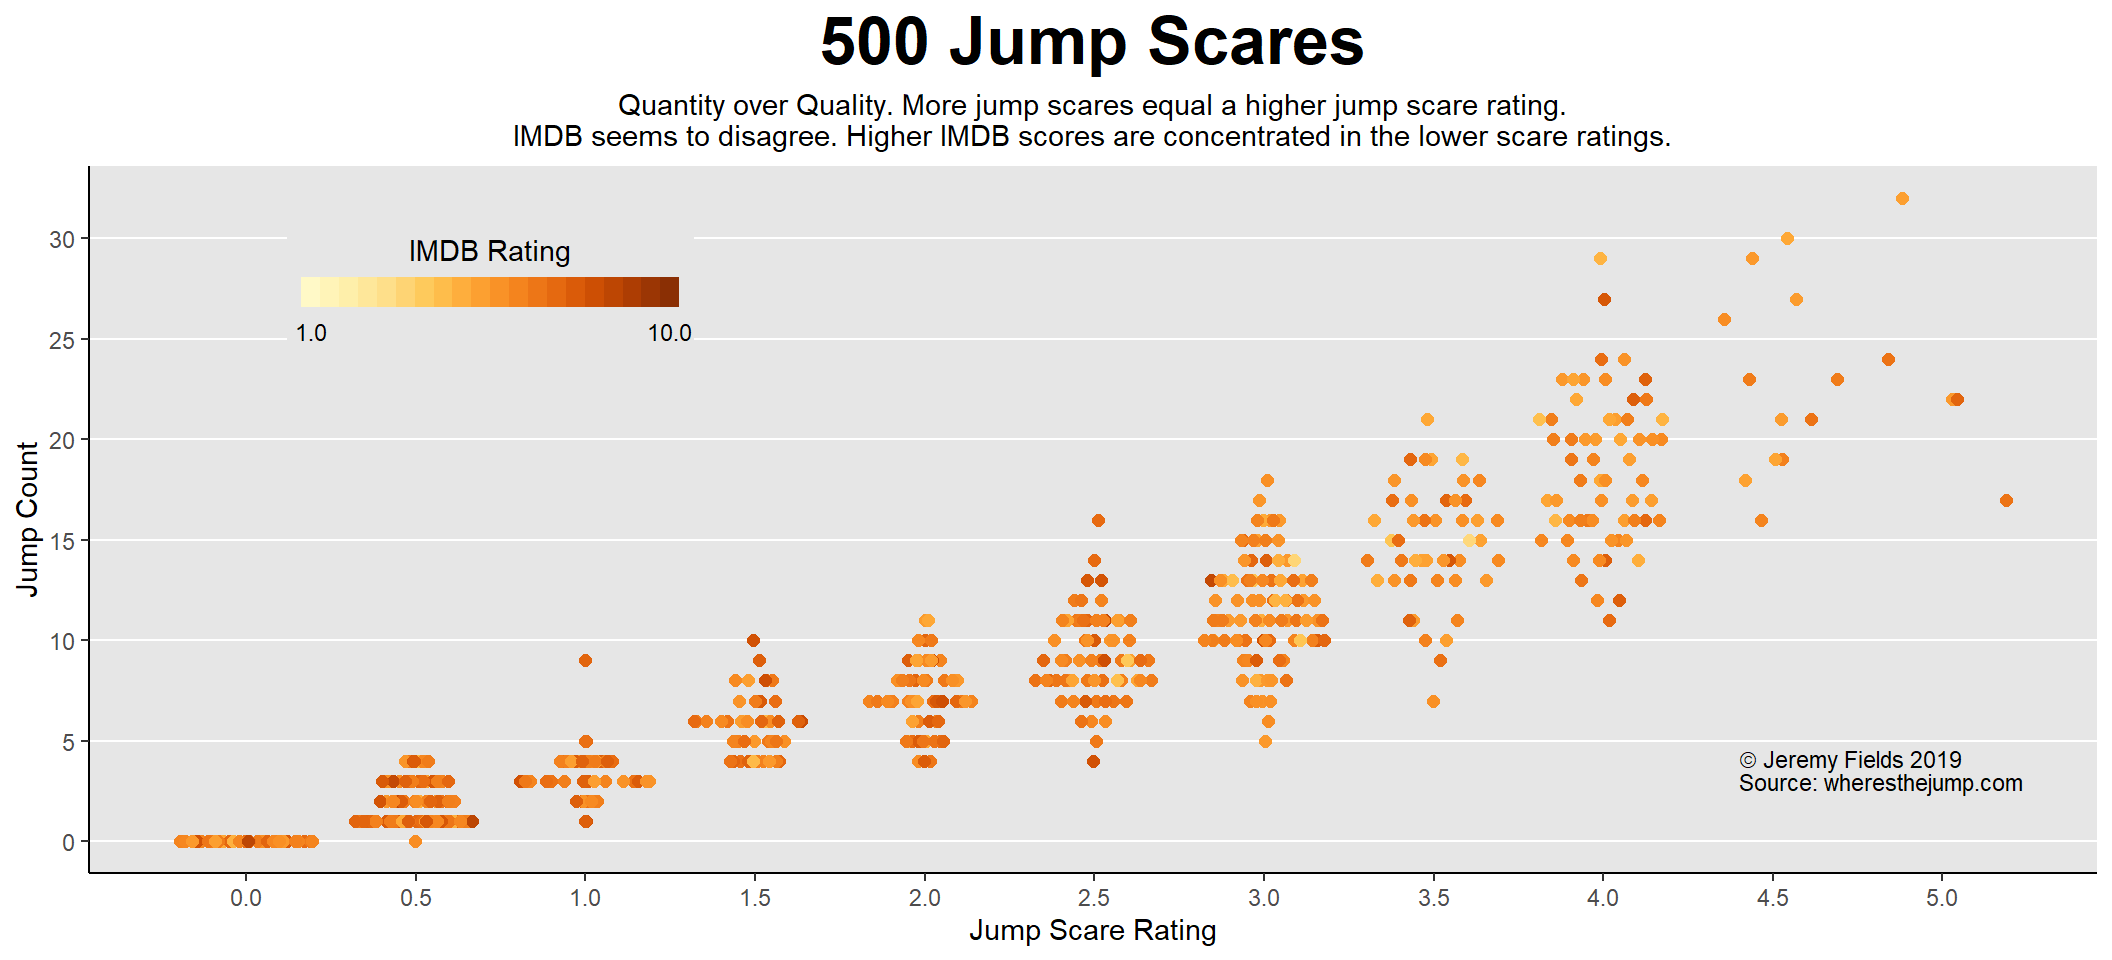 500 Jump Scares
Quantity over Quality. More jump scares equal a higher jump scare rating.
IMDB seems to disagree. Higher IMDB scores are concentrated in the lower scare ratings.
IMDB Rating
1.0 10.0
Jump Count
30
25
20
15
10
5
0
© Jeremy Fields 2019
Source: wheresthejump.com
0.0 0.5 1.0 1.5 2.0 2.5 3.0 3.5 4.0 4.5 5.0
Jump Scare Rating